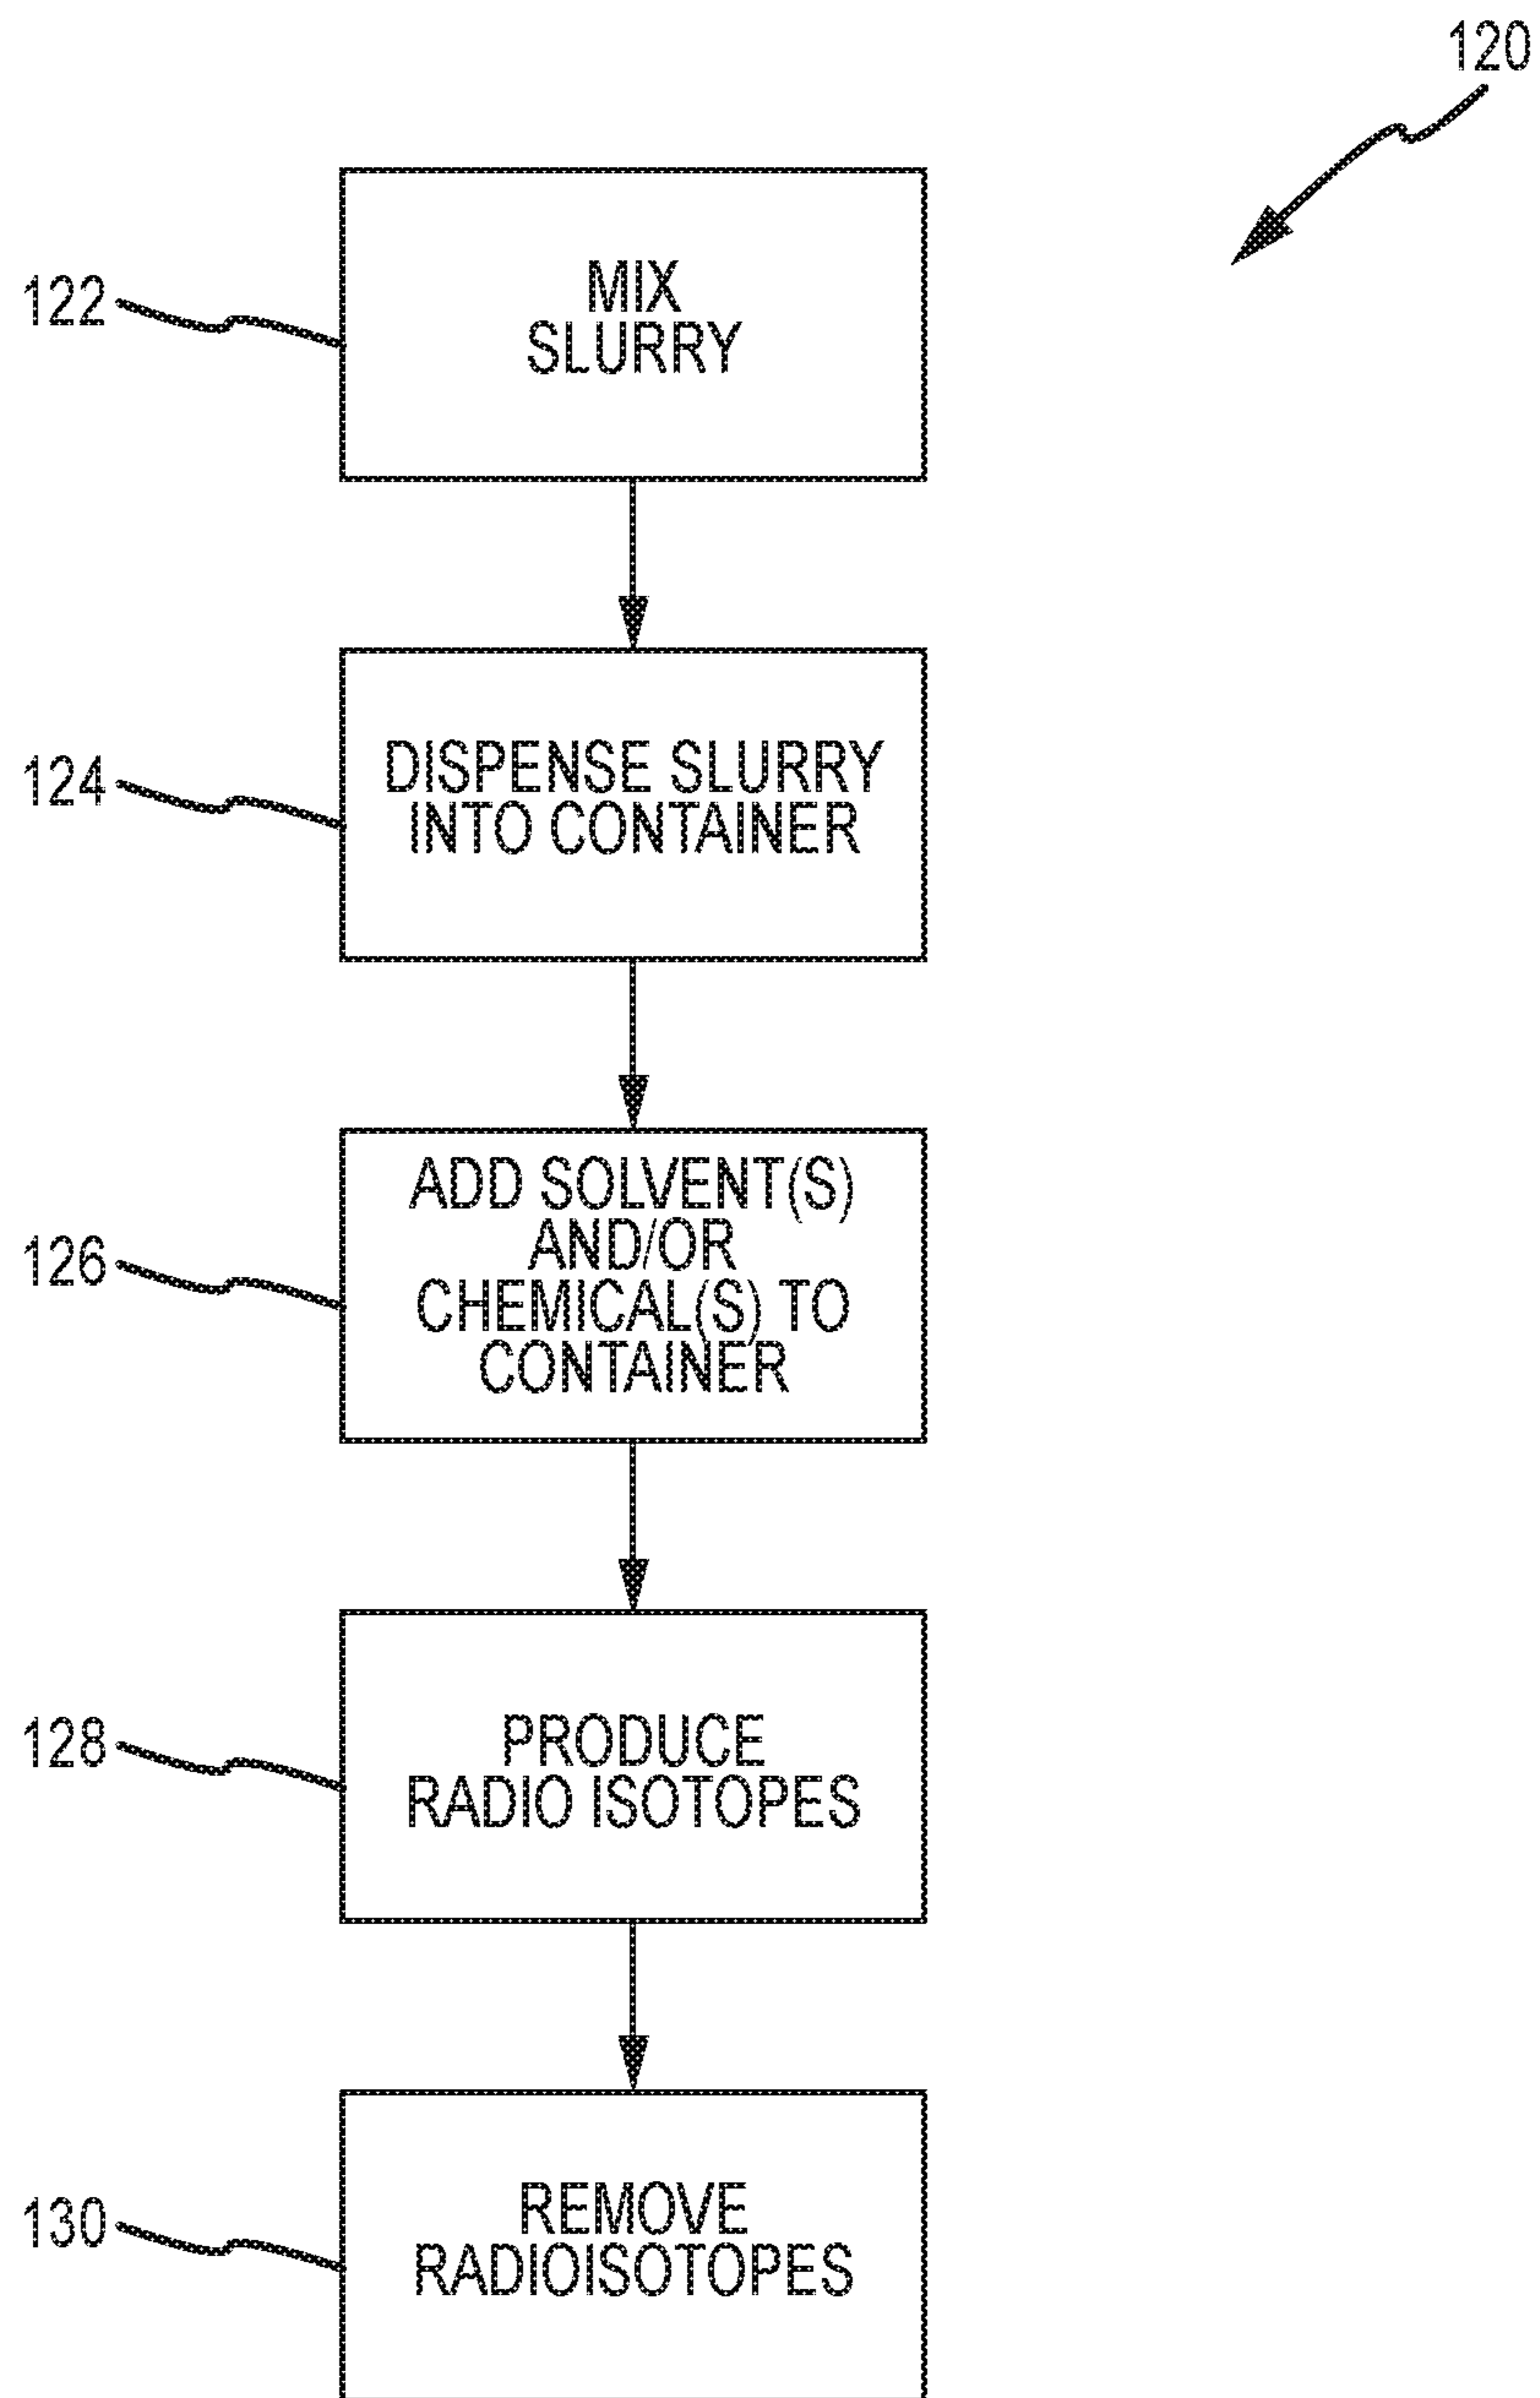 120
122
MIX
SLURRY
124
DISPENSE SLURRY
INTO CONTAINER
126
ADD SOLVENT(S)
AND/OR
CHEMICAL(S) TO
CONTAINER
128
PRODUCE
RADIO ISOTOPES
130
REMOVE
RADIOISOTOPES